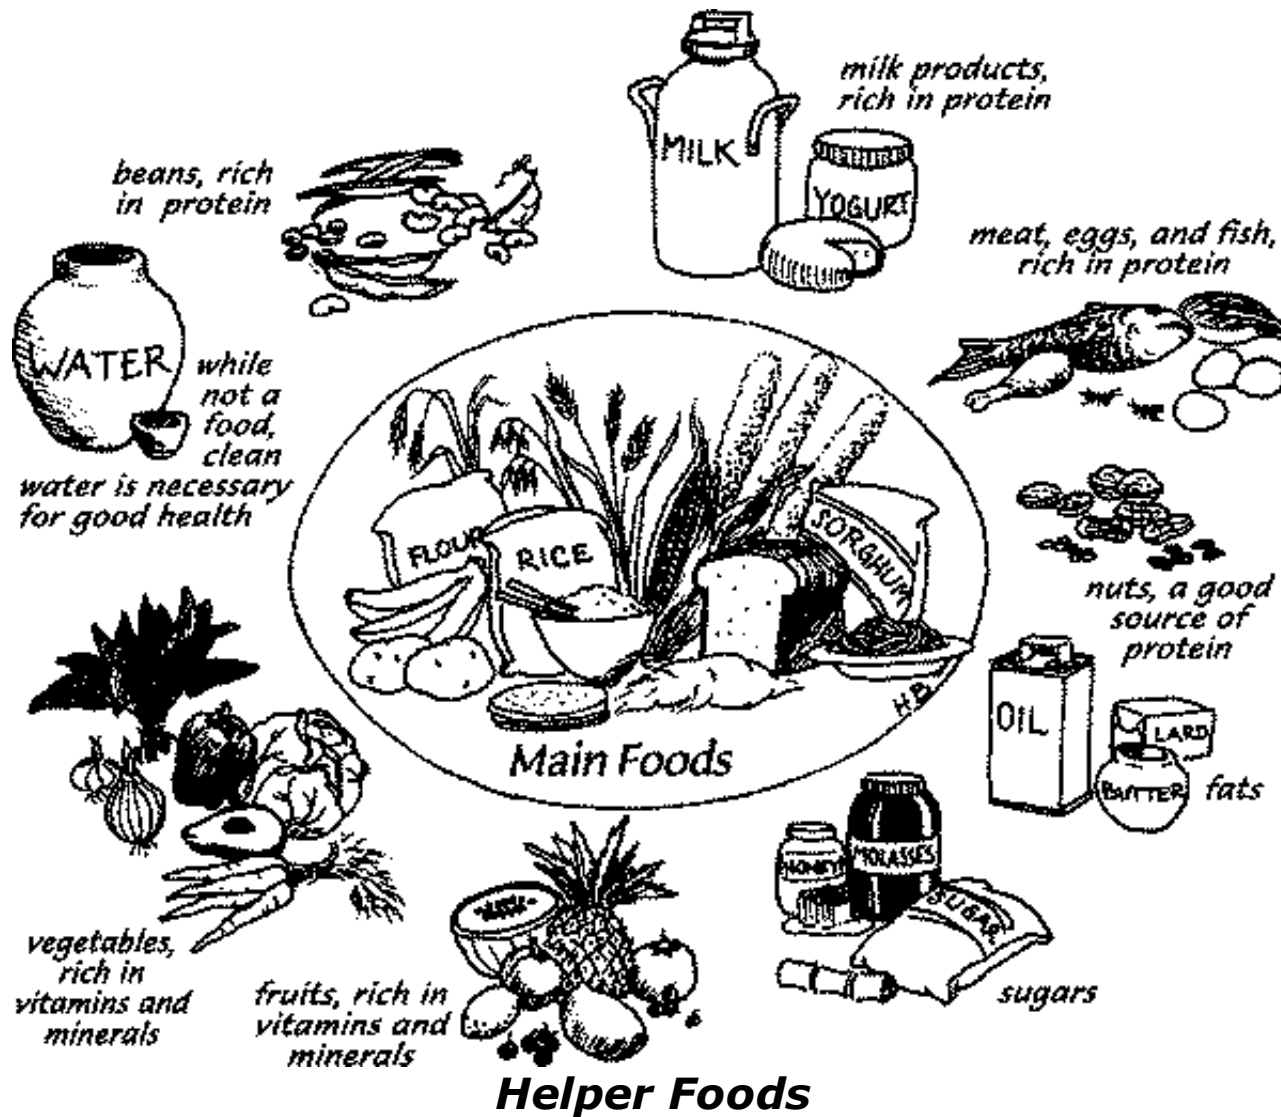 milk products,
rich in protein
MILK
YOGURT
beans, rich
in protein
meat, eggs, and fish,
rich in protein
WATER
while
not a
food,
clean
water is necessary
for good health
FLOUR
RICE
SORGHUM
nuts, a good
source of
protein
H.B.
Main Foods
OIL
LARD
BUTTER
fats
HONEY
MOLASSES
SUGAR
sugars
vegetables,
rich in
vitamins and
minerals
fruits, rich in
vitamins and
minerals
Helper Foods